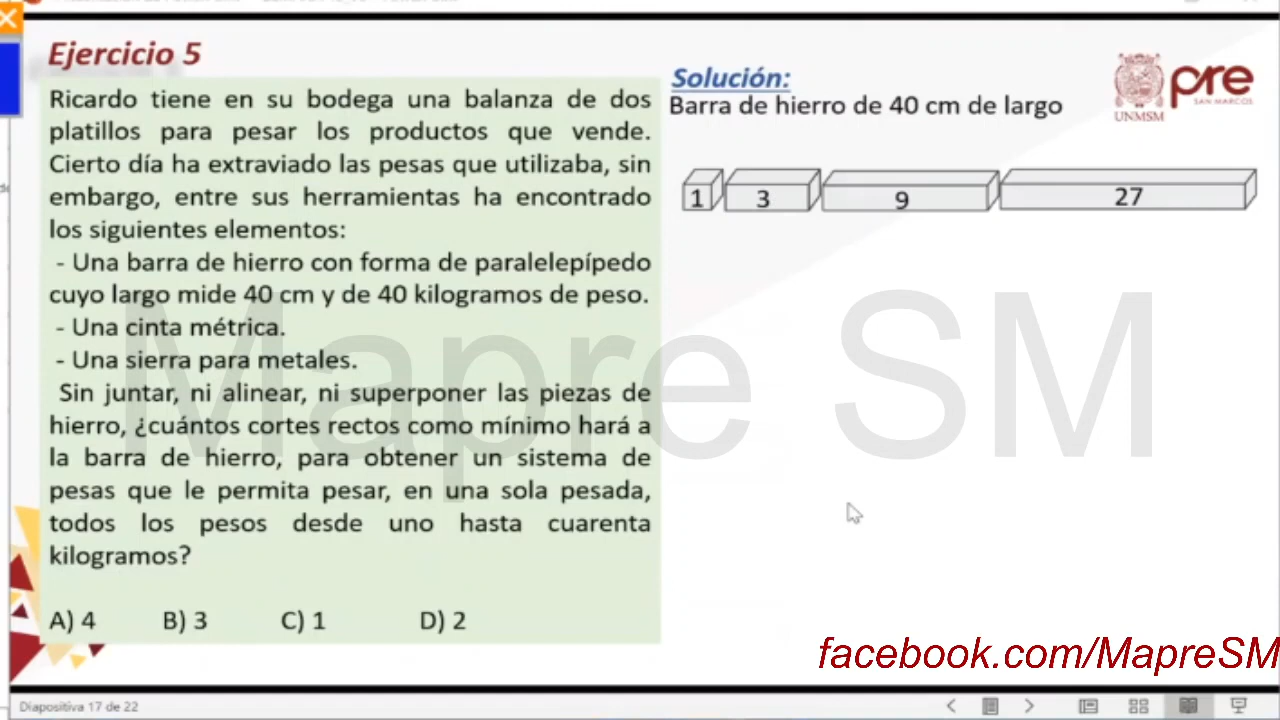 Ejercicio 5
Ricardo tiene en su bodega una balanza de dos
platillos para pesar los productos que vende.
Cierto día ha extraviado las pesas que utilizaba, sin
embargo, entre sus herramientas ha encontrado
los siguientes elementos:
- Una barra de hierro con forma de paralelepípedo
cuyo largo mide 40 cm y de 40 kilogramos de peso.
- Una cinta métrica.
- Una sierra para metales.
Sin juntar, ni alinear, ni superponer las piezas de
hierro, ¿cuántos cortes rectos como mínimo hará a
la barra de hierro, para obtener un sistema de
pesas que le permita pesar, en una sola pesada,
todos los pesos desde uno hasta cuarenta
kilogramos?
A) 4 B) 3 C) 1 D) 2
Solución:
Barra de hierro de 40 cm de largo
1 3 9 27
UNMSM
pre
SAN MARCOS
Mapre SM
facebook.com/MapreSM
Diapositiva 17 de 22